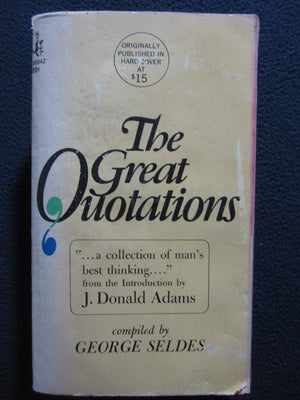 95¢
ORIGINALLY
PUBLISHED IN
HARD COVER
AT
$15
The
Great
Quotations
"...a collection of man's
best thinking...."
from the Introduction by
J. Donald Adams
compiled by
GEORGE SELDES